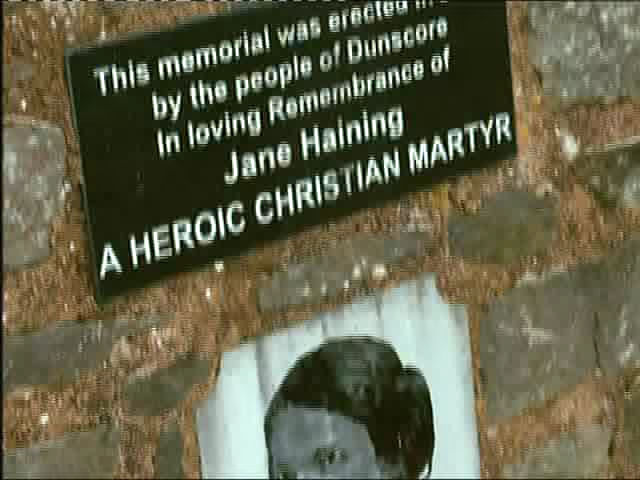 This memorial was erected
by the people of Dunscore
In loving Remembrance of
Jane Haining
A HEROIC CHRISTIAN MARTYR